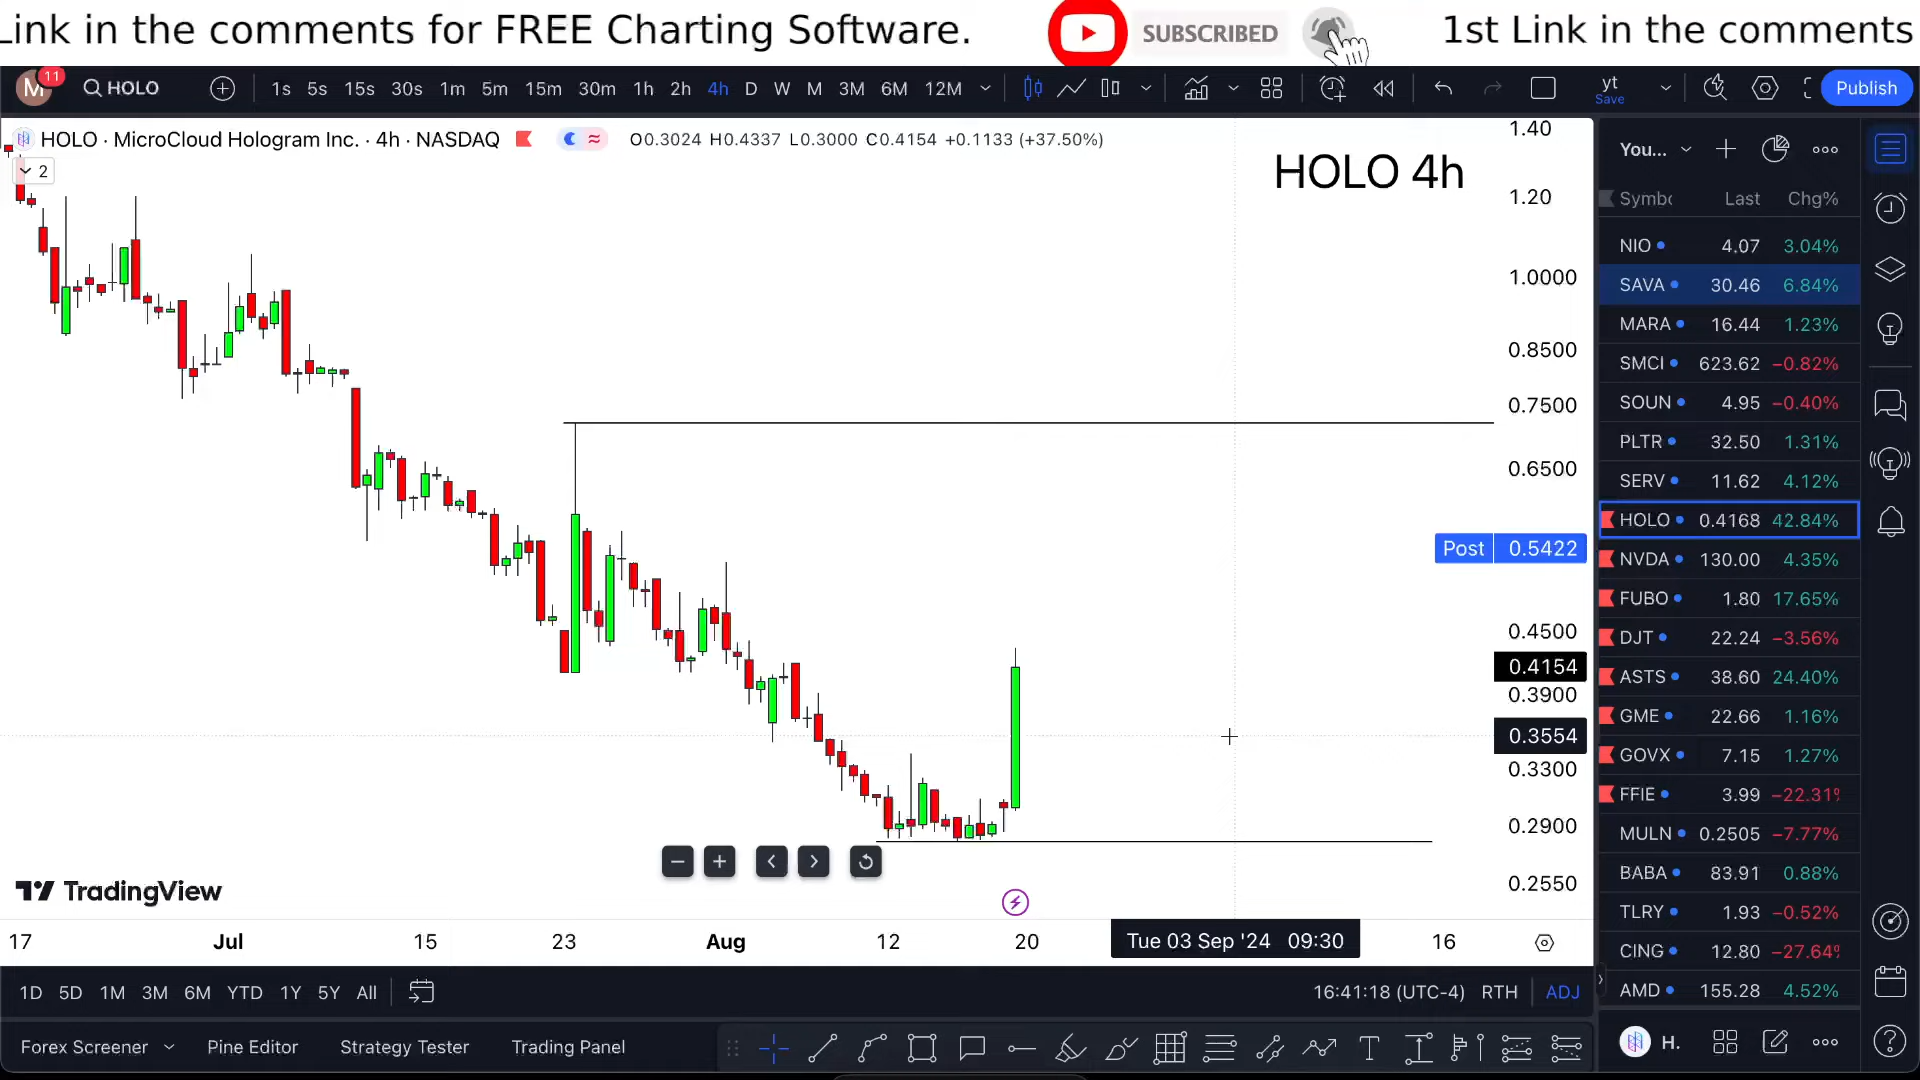 Link in the comments for FREE Charting Software.
SUBSCRIBED
1st Link in the comments
M 11
HOLO
1s 5s 15s 30s 1m 5m 15m 30m 1h 2h 4h D W M 3M 6M 12M
yt
Save
Publish
HOLO · MicroCloud Hologram Inc. · 4h · NASDAQ
O0.3024 H0.4337 L0.3000 C0.4154 +0.1133 (+37.50%)
2
HOLO 4h
1.40
1.20
1.0000
0.8500
0.7500
0.6500
Post 0.5422
0.4500
0.4154
0.3900
0.3554
0.3300
0.2900
0.2550
TradingView
17 Jul 15 23 Aug 12 20 Tue 03 Sep '24 09:30 16
1D 5D 1M 3M 6M YTD 1Y 5Y All
16:41:18 (UTC-4) RTH ADJ
Forex Screener Pine Editor Strategy Tester Trading Panel
You...
Symbo Last Chg%
NIO 4.07 3.04%
SAVA 30.46 6.84%
MARA 16.44 1.23%
SMCI 623.62 −0.82%
SOUN 4.95 −0.40%
PLTR 32.50 1.31%
SERV 11.62 4.12%
HOLO 0.4168 42.84%
NVDA 130.00 4.35%
FUBO 1.80 17.65%
DJT 22.24 −3.56%
ASTS 38.60 24.40%
GME 22.66 1.16%
GOVX 7.15 1.27%
FFIE 3.99 −22.31%
MULN 0.2505 −7.77%
BABA 83.91 0.88%
TLRY 1.93 −0.52%
CING 12.80 −27.64%
AMD 155.28 4.52%
H.